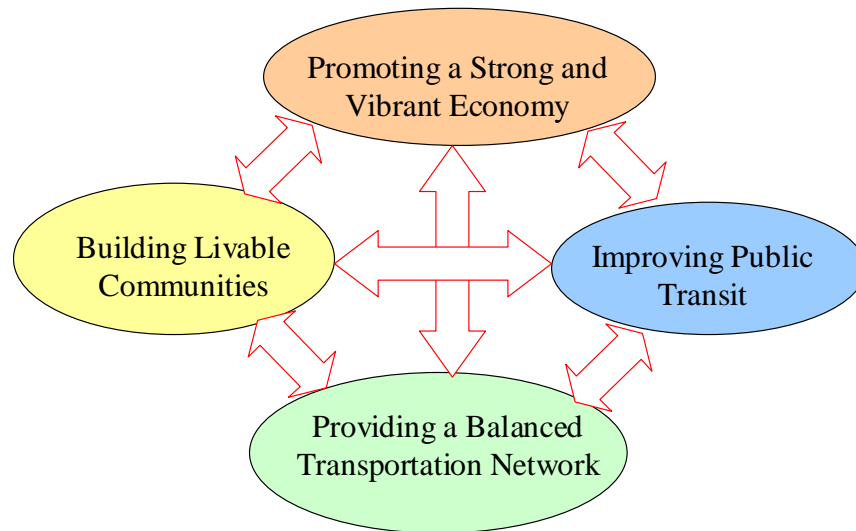 Promoting a Strong and
Vibrant Economy
Building Livable
Communities
Improving Public
Transit
Providing a Balanced
Transportation Network